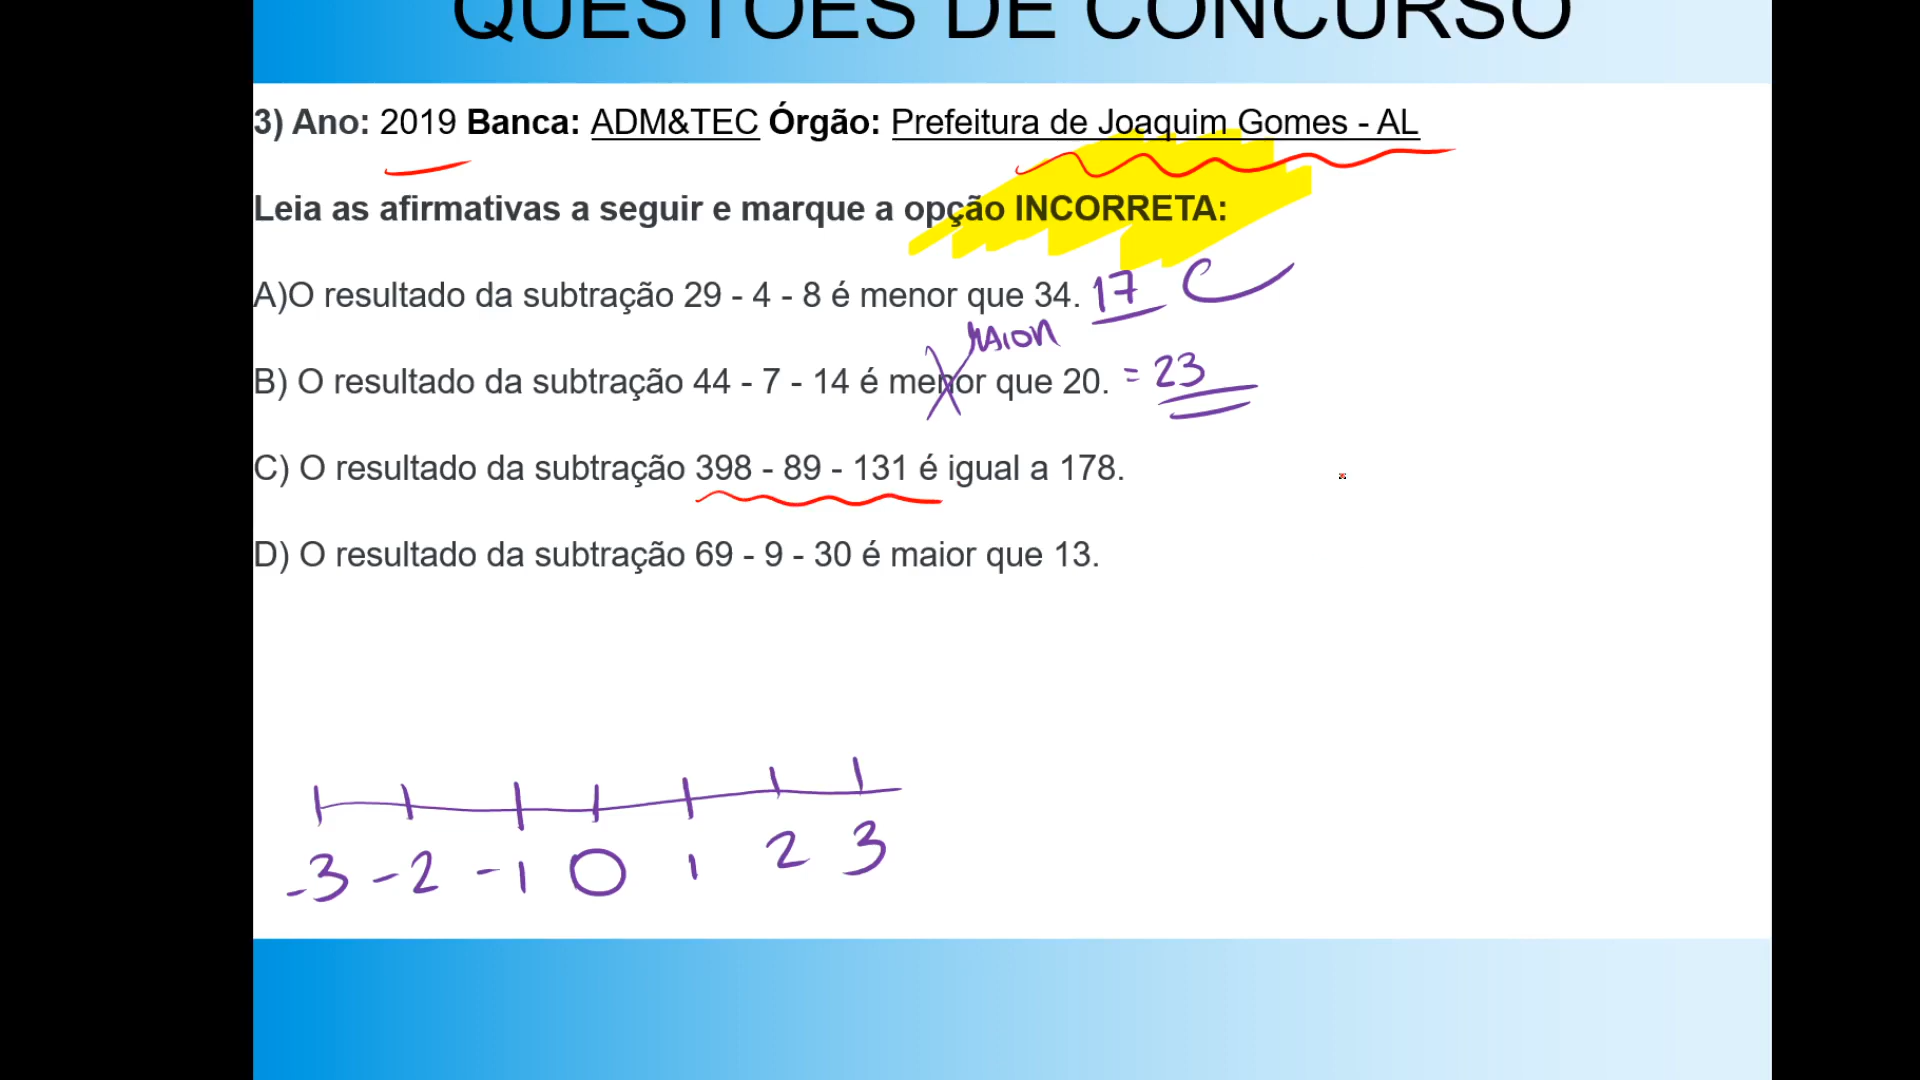 QUESTÕES DE CONCURSO
3) Ano: 2019 Banca: ADM&TEC Órgão: Prefeitura de Joaquim Gomes - AL
Leia as afirmativas a seguir e marque a opção INCORRETA:
A)O resultado da subtração 29 - 4 - 8 é menor que 34. 17 C
MAIOR
B) O resultado da subtração 44 - 7 - 14 é menor que 20. = 23
C) O resultado da subtração 398 - 89 - 131 é igual a 178.
D) O resultado da subtração 69 - 9 - 30 é maior que 13.
-3 -2 -1 0 1 2 3